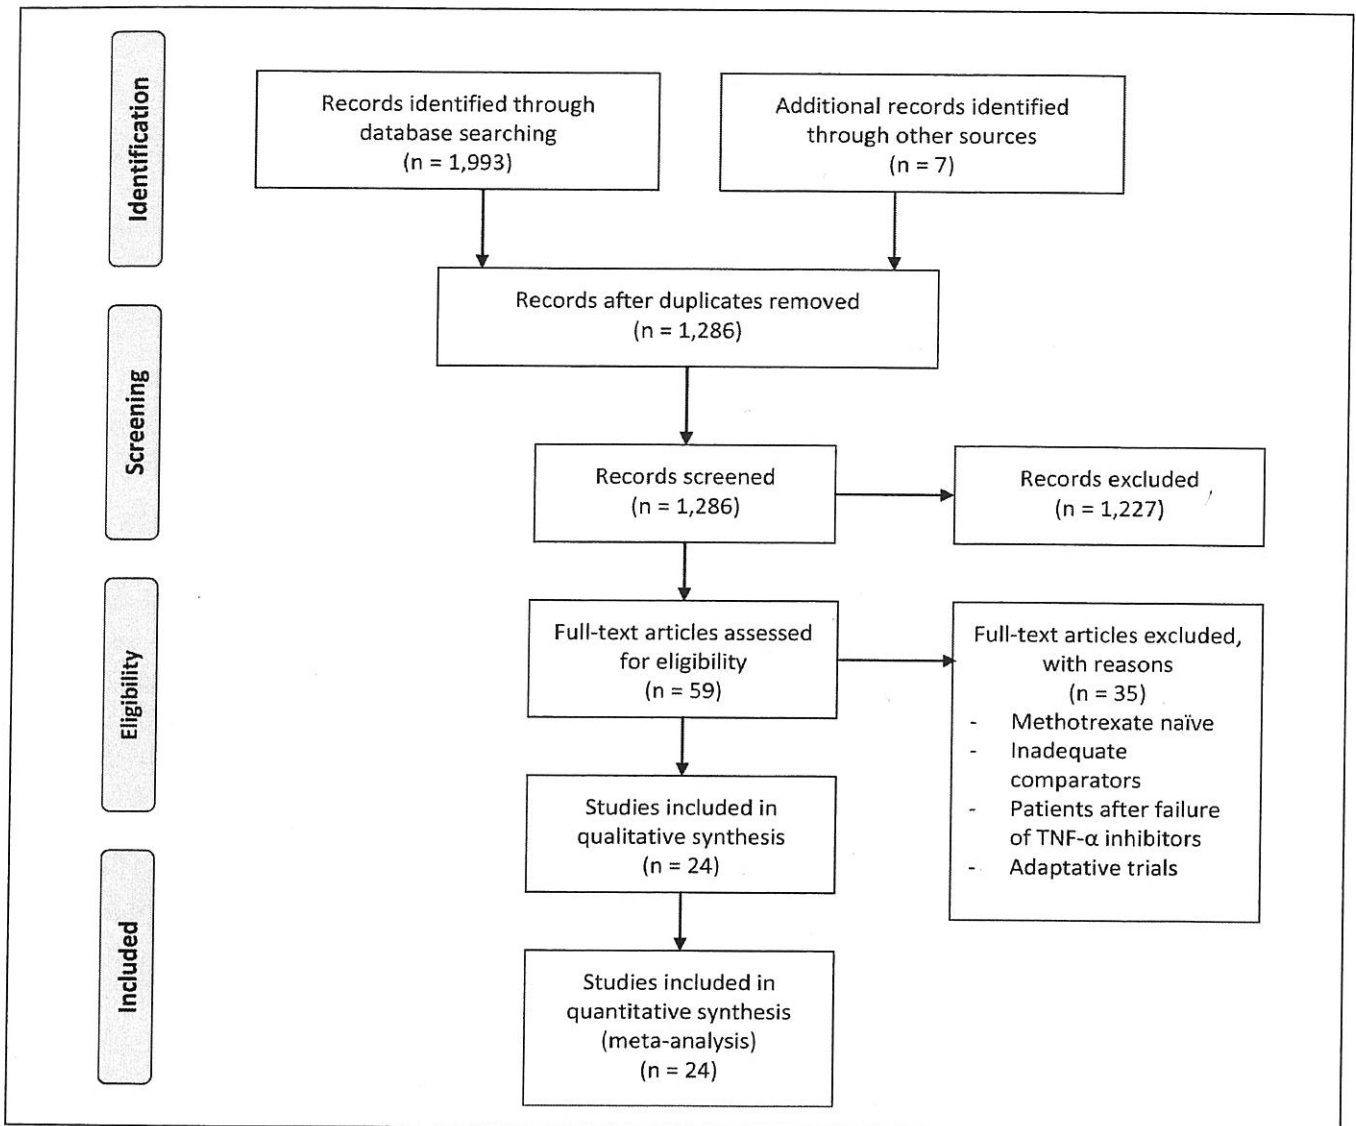 Identification
Records identified through
database searching
(n = 1,993)
Additional records identified
through other sources
(n = 7)
Records after duplicates removed
(n = 1,286)
Screening
Records screened
(n = 1,286)
Records excluded
(n = 1,227)
Eligibility
Full-text articles assessed
for eligibility
(n = 59)
Full-text articles excluded,
with reasons
(n = 35)
- Methotrexate naïve
- Inadequate
comparators
- Patients after failure
of TNF-α inhibitors
- Adaptative trials
Studies included in
qualitative synthesis
(n = 24)
Included
Studies included in
quantitative synthesis
(meta-analysis)
(n = 24)